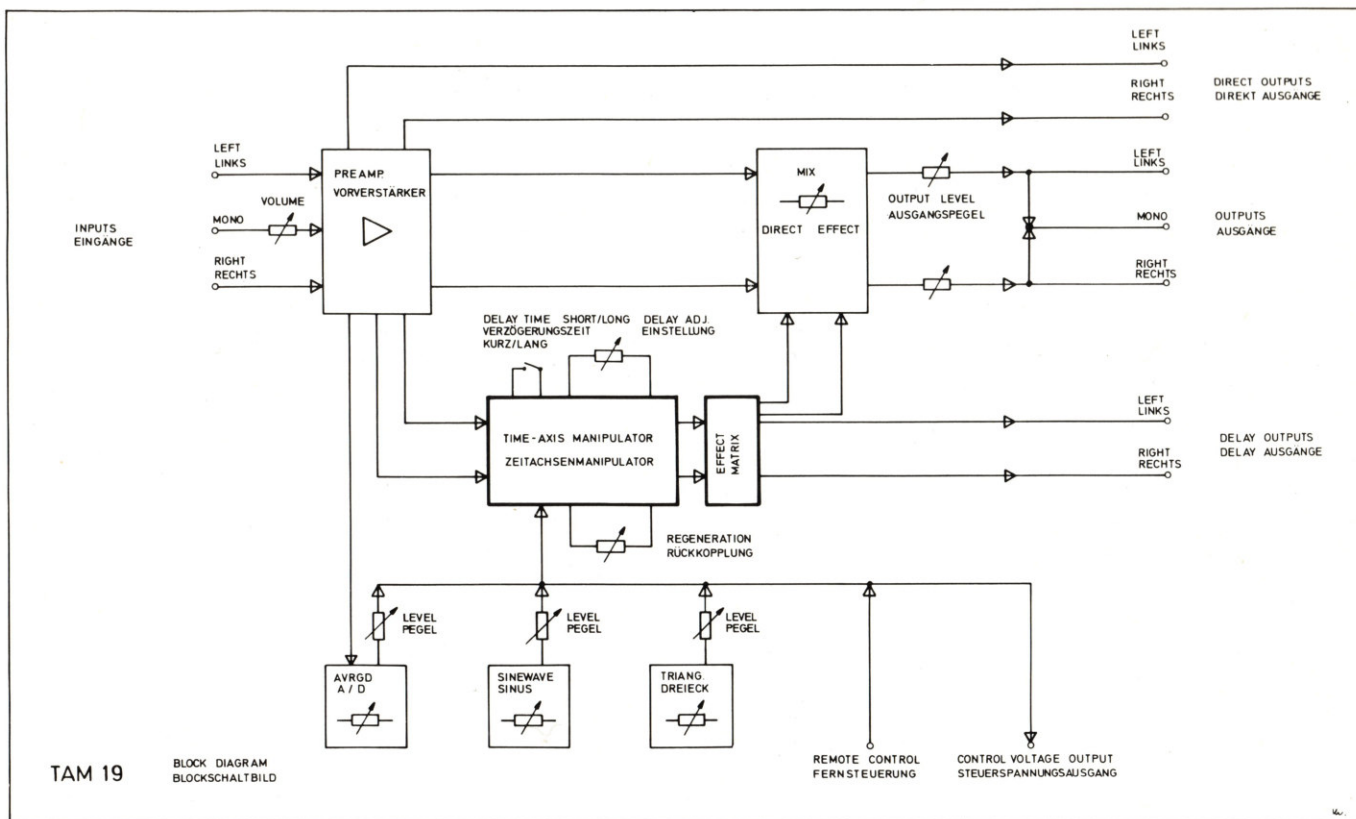 LEFT
LINKS
RIGHT
RECHTS
DIRECT OUTPUTS
DIREKT AUSGANGE
INPUTS
EINGANGE
LEFT
LINKS
VOLUME
MONO
RIGHT
RECHTS
PREAMP.
VORVERSTÄRKER
MIX
DIRECT EFFECT
OUTPUT LEVEL
AUSGANGSPEGEL
LEFT
LINKS
MONO
RIGHT
RECHTS
OUTPUTS
AUSGANGE
DELAY TIME SHORT/LONG
VERZÖGERUNGSZEIT
KURZ/LANG
DELAY ADJ.
EINSTELLUNG
TIME-AXIS MANIPULATOR
ZEITACHSENMANIPULATOR
EFFECT
MATRIX
LEFT
LINKS
RIGHT
RECHTS
DELAY OUTPUTS
DELAY AUSGANGE
REGENERATION
RÜCKKOPPLUNG
LEVEL
PEGEL
LEVEL
PEGEL
LEVEL
PEGEL
AVRGD
A/D
SINEWAVE
SINUS
TRIANG.
DREIECK
REMOTE CONTROL
FERNSTEUERUNG
CONTROL VOLTAGE OUTPUT
STEUERSPANNUNGSAUSGANG
TAM 19
BLOCK DIAGRAM
BLOCKSCHALTBILD